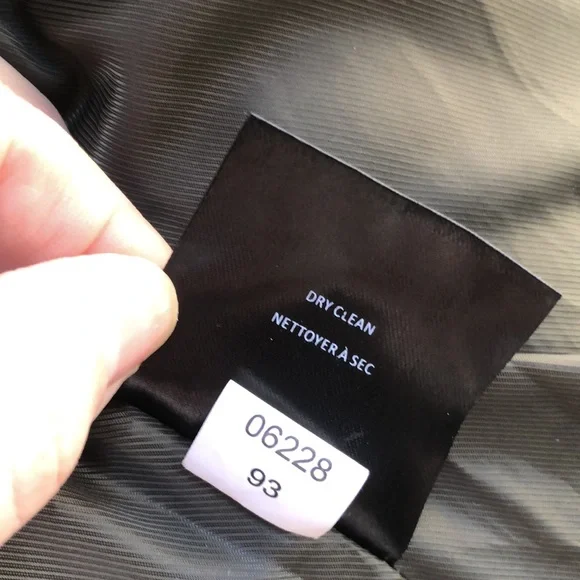 DRY CLEAN
NETTOYER À SEC
06228
93